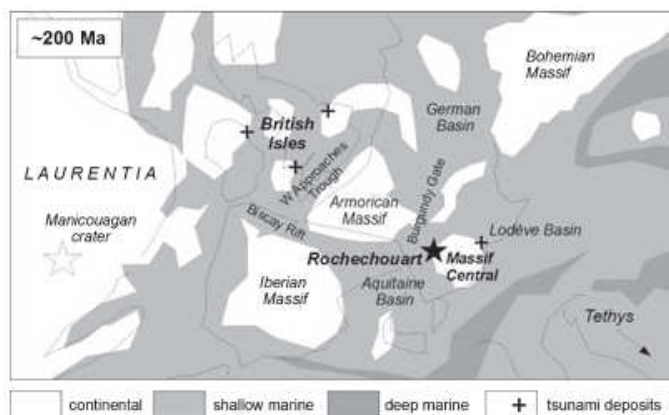 ~200 Ma
Bohemian
Massif
German
Basin
British
Isles
LAURENTIA
W Approaches
Trough
Manicouagan
crater
Biscay Rift
Armorican
Massif
Burgundy Gate
Lodéve Basin
Rochechouart
Massif
Central
Iberian
Massif
Aquitaine
Basin
Tethys
continental
shallow marine
deep marine
tsunami deposits